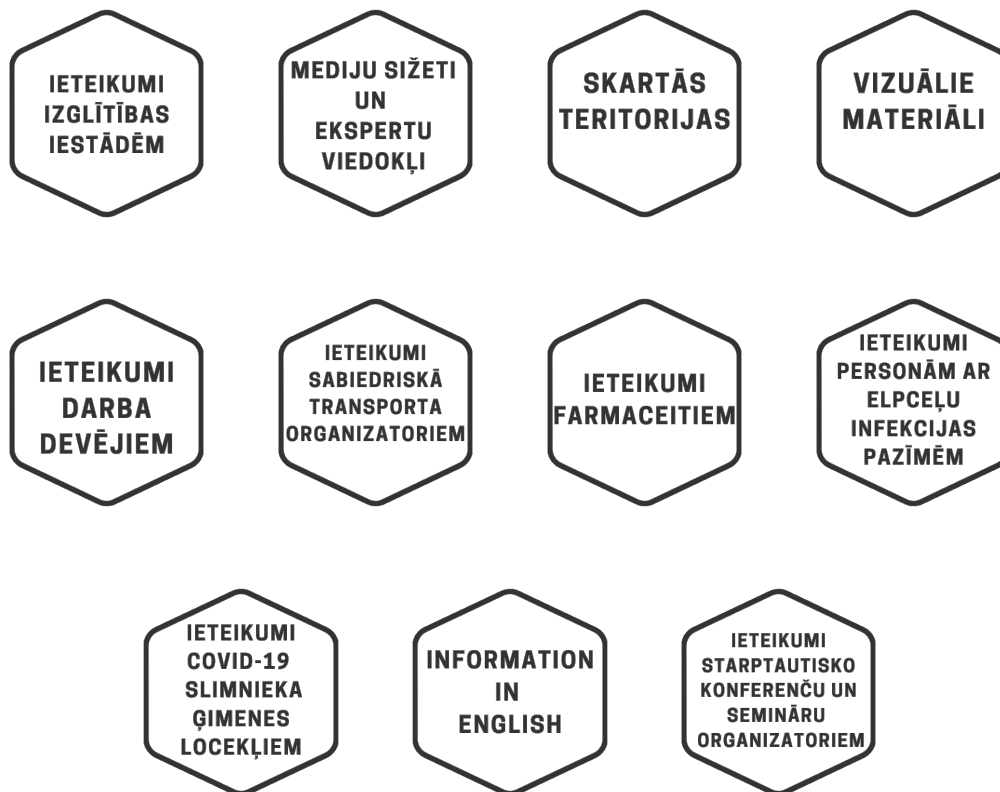 IETEIKUMI
IZGLĪTĪBAS
IESTĀDĒM
MEDIJU SIŽETI
UN
EKSPERTU
VIEDOKĻI
SKARTĀS
TERITORIJAS
VIZUĀLIE
MATERIĀLI
IETEIKUMI
DARBA
DEVĒJIEM
IETEIKUMI
SABIEDRISKĀ
TRANSPORTA
ORGANIZATORIEM
IETEIKUMI
FARMACEITIEM
IETEIKUMI
PERSONĀM AR
ELPCEĻU
INFEKCIJAS
PAZĪMĒM
IETEIKUMI
COVID-19
SLIMNIEKA
ĢIMENES
LOCEKĻIEM
INFORMATION
IN
ENGLISH
IETEIKUMI
STARPTAUTISKO
KONFERENČU UN
SEMINĀRU
ORGANIZATORIEM